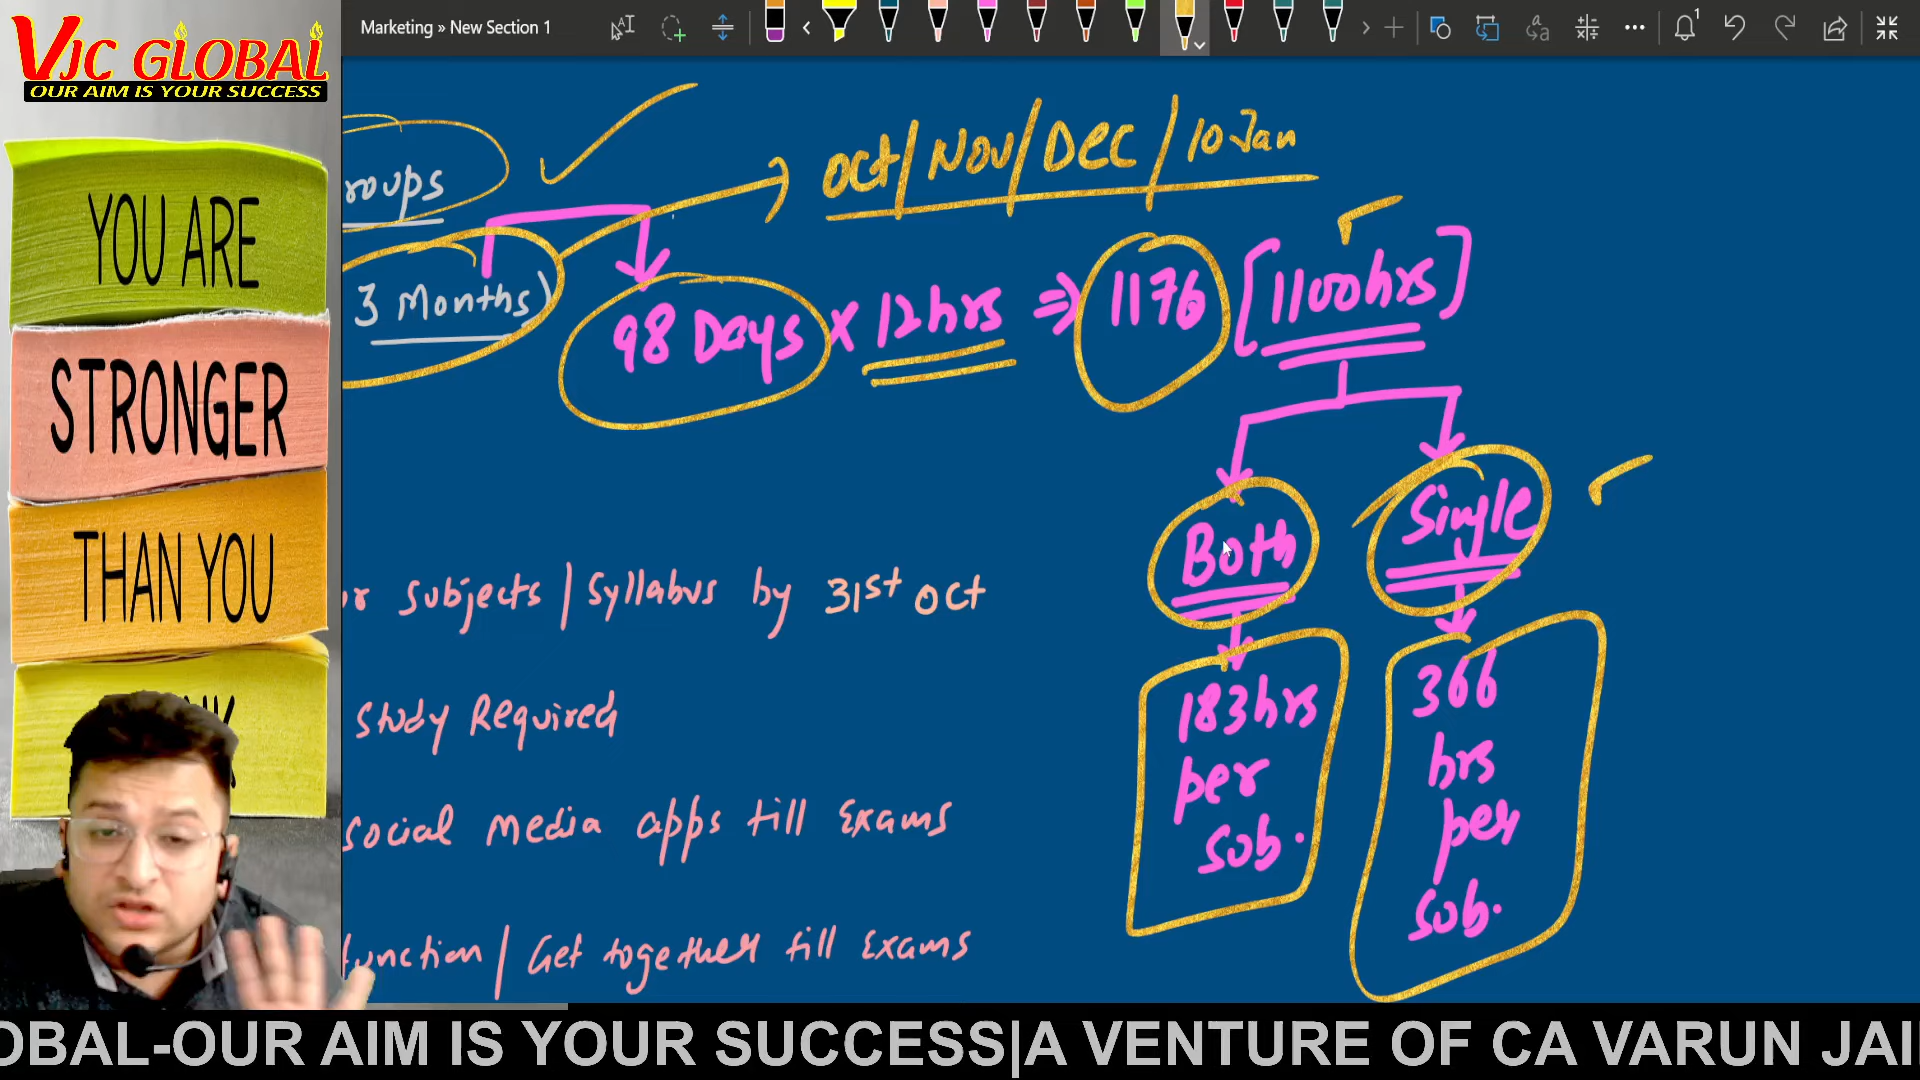 VJC GLOBAL
OUR AIM IS YOUR SUCCESS
Marketing » New Section 1
YOU ARE
STRONGER
THAN YOU
Oct/Nov/Dec/10 Jan
roups
3 Months)
98 Days x 12hrs ⇒ 1176 [1100hrs]
Both
Single
subjects / syllabus by 31st Oct
183hrs
per
sub.
366
hrs
per
sub.
Study Required
social media apps till Exams
function / Get together till Exams
OBAL-OUR AIM IS YOUR SUCCESS|A VENTURE OF CA VARUN JAI